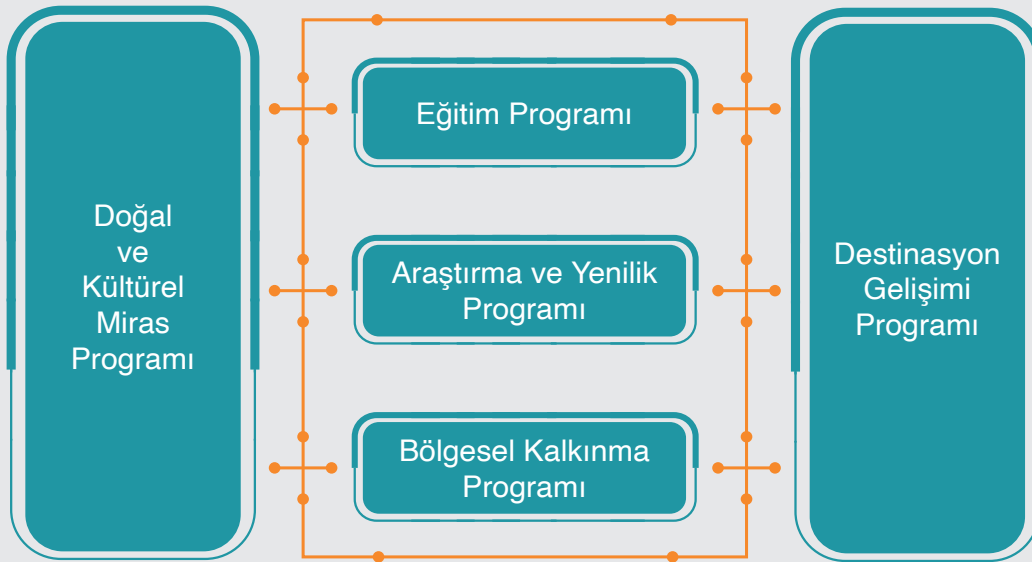 Doğal
ve
Kültürel
Miras
Programı
Eğitim Programı
Araştırma ve Yenilik
Programı
Bölgesel Kalkınma
Programı
Destinasyon
Gelişimi
Programı